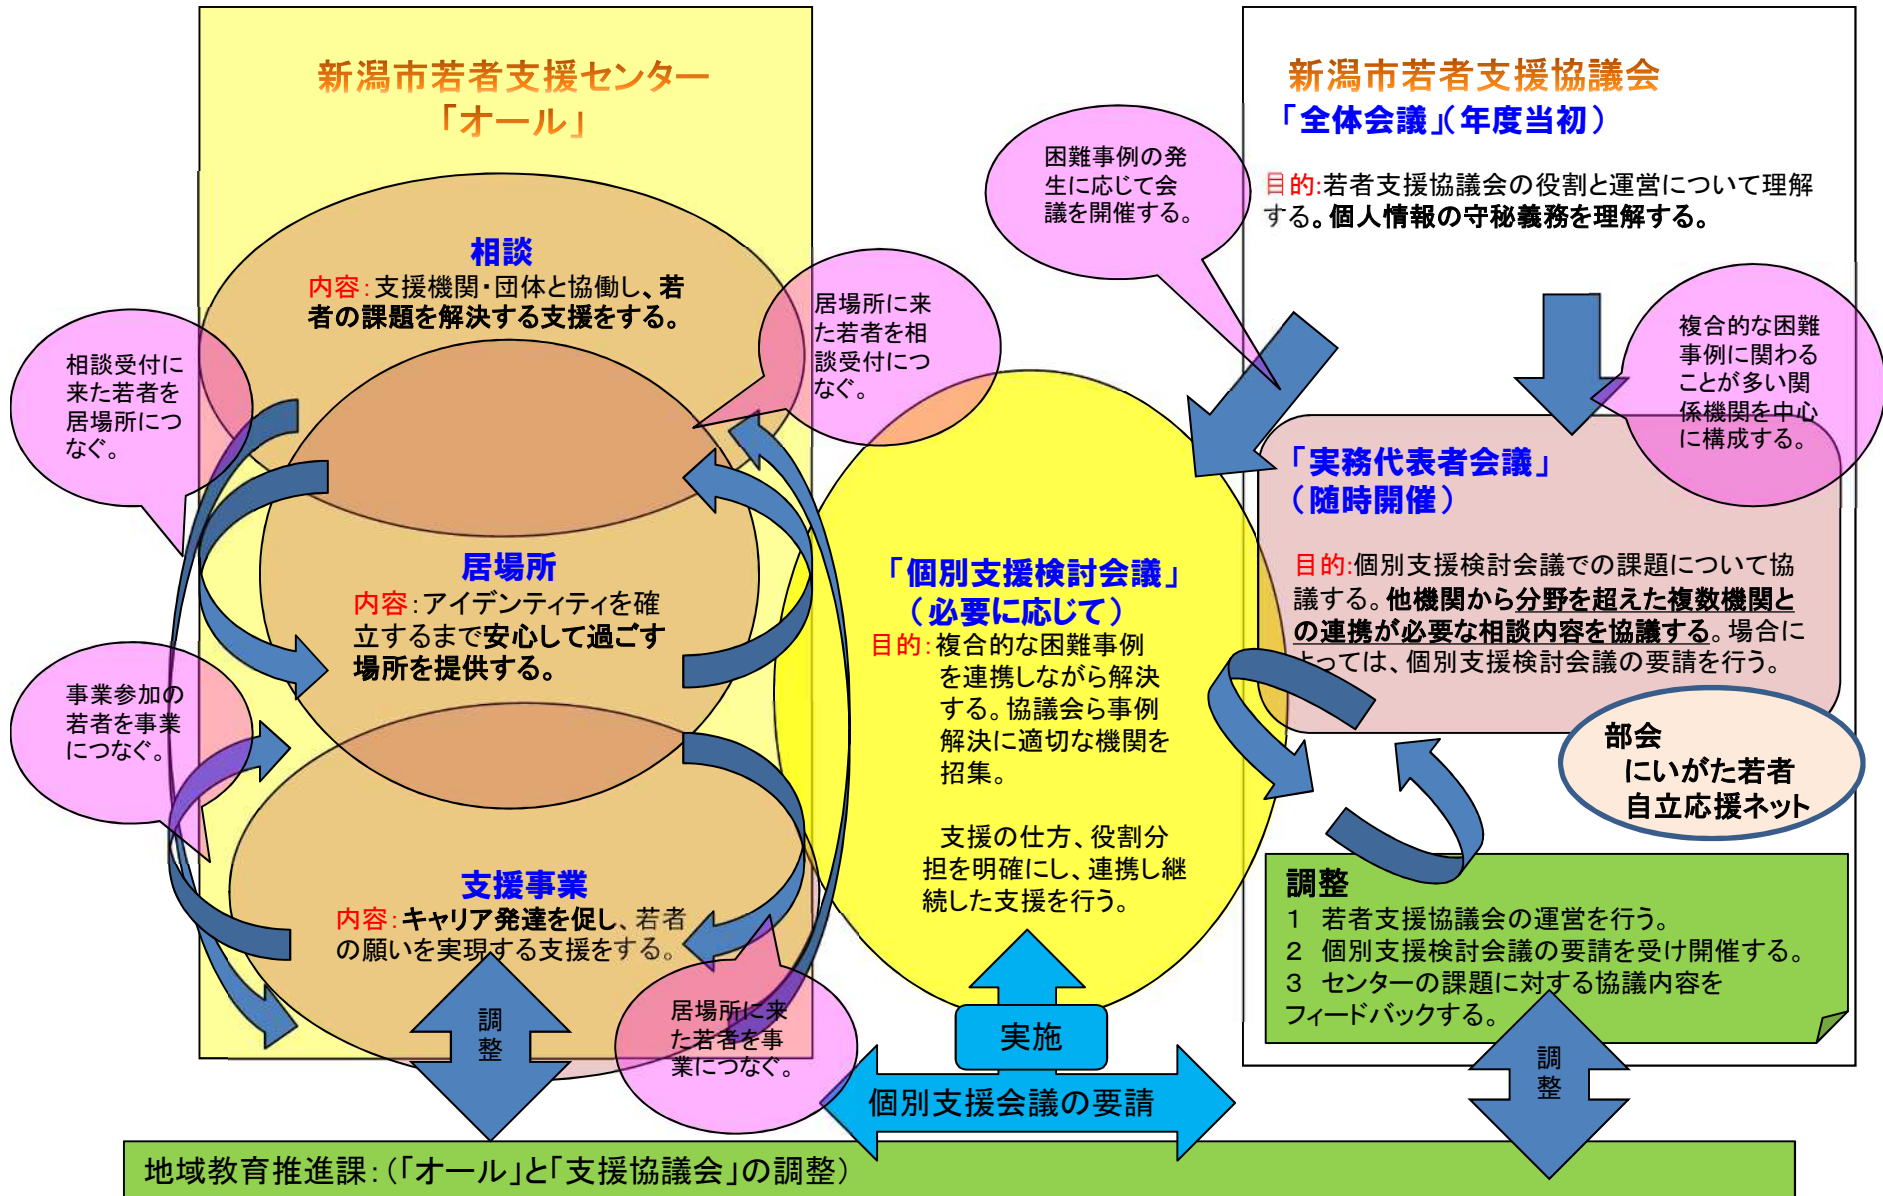 新潟市若者支援センター
「オール」
相談
内容：支援機関・団体と協働し、若
者の課題を解決する支援をする。
相談受付に
来た若者を
居場所につ
なぐ。
居場所に来
た若者を相
談受付につ
なぐ。
居場所
内容：アイデンティティを確
立するまで安心して過ごす
場所を提供する。
事業参加の
若者を事業
につなぐ。
支援事業
内容：キャリア発達を促し、若者
の願いを実現する支援をする。
居場所に来
た若者を事
業につなぐ。
調
整
困難事例の発
生に応じて会
議を開催する。
「個別支援検討会議」
（必要に応じて）
目的：複合的な困難事例
を連携しながら解決
する。協議会ら事例
解決に適切な機関を
招集。
支援の仕方、役割分
担を明確にし、連携し継
続した支援を行う。
実施
個別支援会議の要請
新潟市若者支援協議会
「全体会議」（年度当初）
目的:若者支援協議会の役割と運営について理解
する。個人情報の守秘義務を理解する。
複合的な困難
事例に関わる
ことが多い関
係機関を中心
に構成する。
「実務代表者会議」
（随時開催）
目的:個別支援検討会議での課題について協
議する。他機関から分野を超えた複数機関と
の連携が必要な相談内容を協議する。場合に
よっては、個別支援検討会議の要請を行う。
部会
にいがた若者
自立応援ネット
調整
１　若者支援協議会の運営を行う。
２　個別支援検討会議の要請を受け開催する。
３　センターの課題に対する協議内容を
フィードバックする。
調
整
地域教育推進課：（「オール」と「支援協議会」の調整）